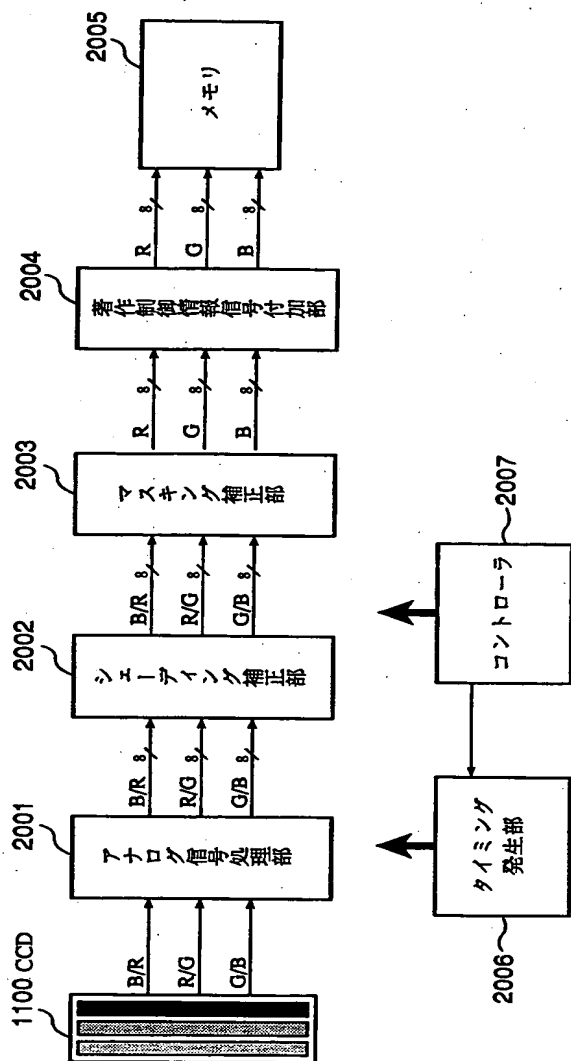 1100 CCD
B/R
R/G
G/B
2001
アナログ信号処理部
B/R
8
R/G
8
G/B
8
2002
シェーディング補正部
B/R
8
R/G
8
G/B
8
2003
マスキング補正部
R
8
G
8
B
8
2004
著作制御情報信号付加部
R
8
G
8
B
8
2005
メモリ
2006
タイミング
発生部
2007
コントローラ